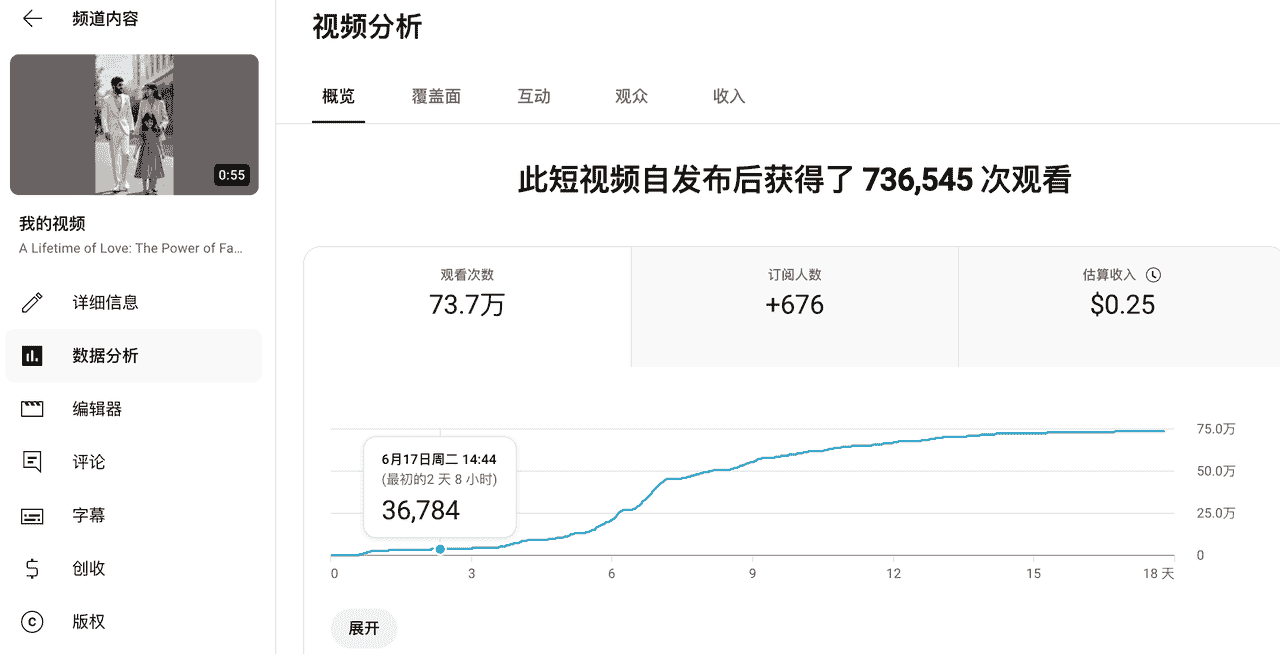 频道内容
0:55
我的视频
A Lifetime of Love: The Power of Fa...
详细信息
数据分析
编辑器
评论
字幕
创收
版权
视频分析
概览 覆盖面 互动 观众 收入
此短视频自发布后获得了 736,545 次观看
观看次数
73.7万
订阅人数
+676
估算收入
$0.25
6月17日周二 14:44
(最初的2 天 8 小时)
36,784
75.0万
50.0万
25.0万
0
0 3 6 9 12 15 18 天
展开